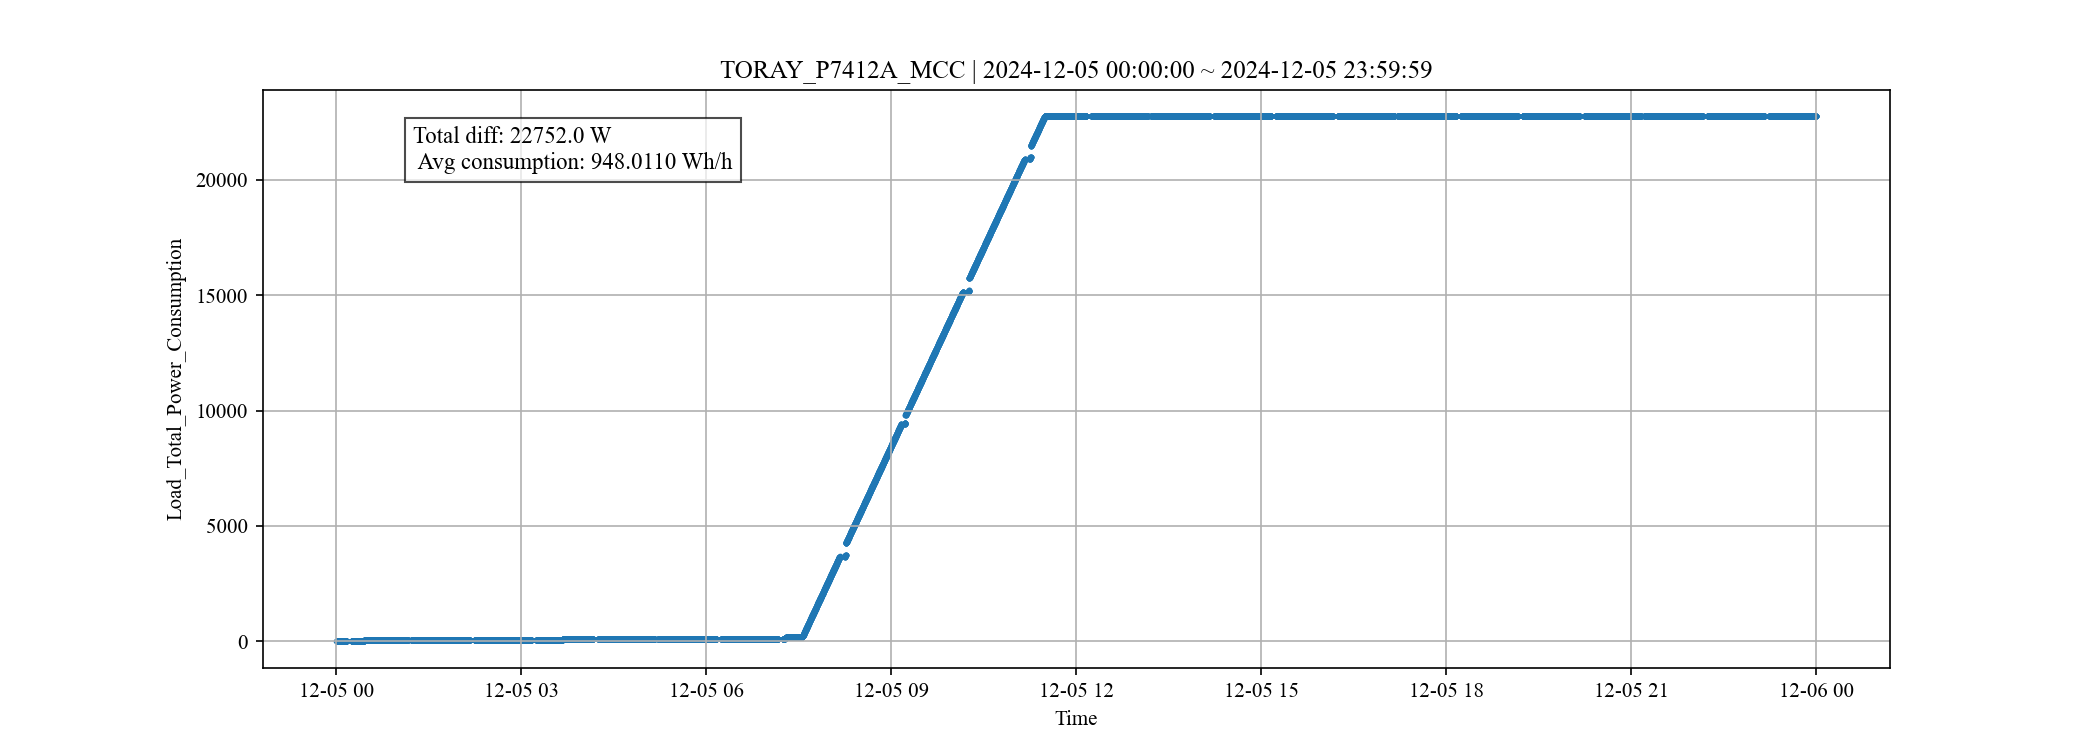 TORAY_P7412A_MCC | 2024-12-05 00:00:00 ~ 2024-12-05 23:59:59
Total diff: 22752.0 W
Avg consumption: 948.0110 Wh/h
Load_Total_Power_Consumption
20000
15000
10000
5000
0
12-05 00 12-05 03 12-05 06 12-05 09 12-05 12 12-05 15 12-05 18 12-05 21 12-06 00
Time